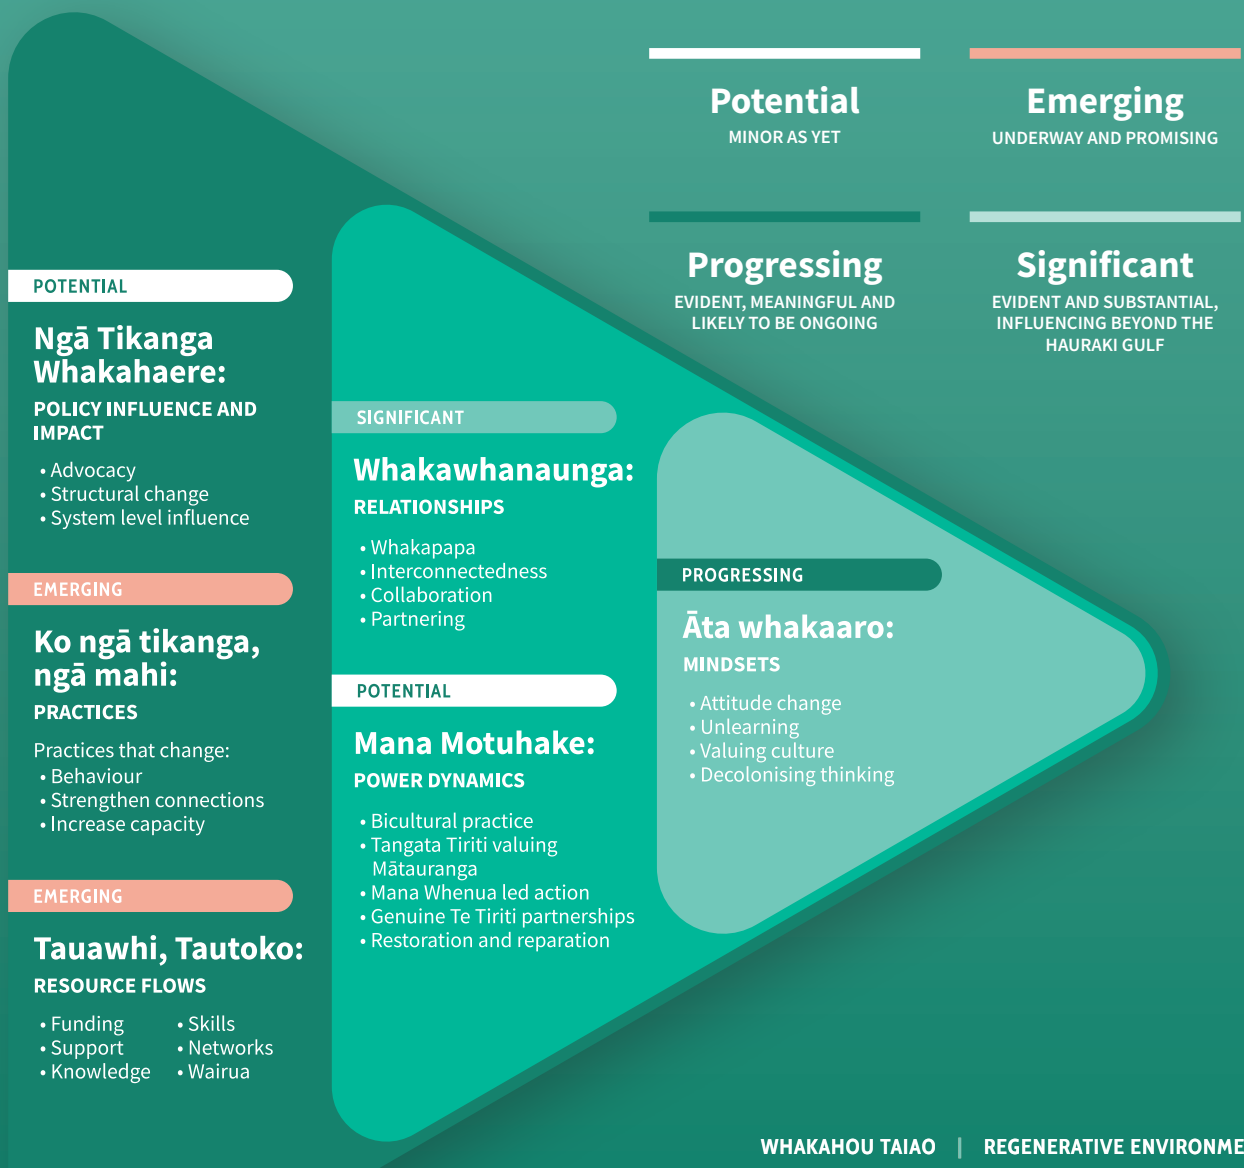 Potential
MINOR AS YET
Emerging
UNDERWAY AND PROMISING
Progressing
EVIDENT, MEANINGFUL AND
LIKELY TO BE ONGOING
Significant
EVIDENT AND SUBSTANTIAL,
INFLUENCING BEYOND THE
HAURAKI GULF
POTENTIAL
Ngā Tikanga
Whakahaere:
POLICY INFLUENCE AND
IMPACT
• Advocacy
• Structural change
• System level influence
EMERGING
Ko ngā tikanga,
ngā mahi:
PRACTICES
Practices that change:
• Behaviour
• Strengthen connections
• Increase capacity
EMERGING
Tauawhi, Tautoko:
RESOURCE FLOWS
• Funding
• Support
• Knowledge
• Skills
• Networks
• Wairua
SIGNIFICANT
Whakawhanaunga:
RELATIONSHIPS
• Whakapapa
• Interconnectedness
• Collaboration
• Partnering
POTENTIAL
Mana Motuhake:
POWER DYNAMICS
• Bicultural practice
• Tangata Tiriti valuing
Mātauranga
• Mana Whenua led action
• Genuine Te Tiriti partnerships
• Restoration and reparation
PROGRESSING
Āta whakaaro:
MINDSETS
• Attitude change
• Unlearning
• Valuing culture
• Decolonising thinking
WHAKAHOU TAIAO | REGENERATIVE ENVIRONME